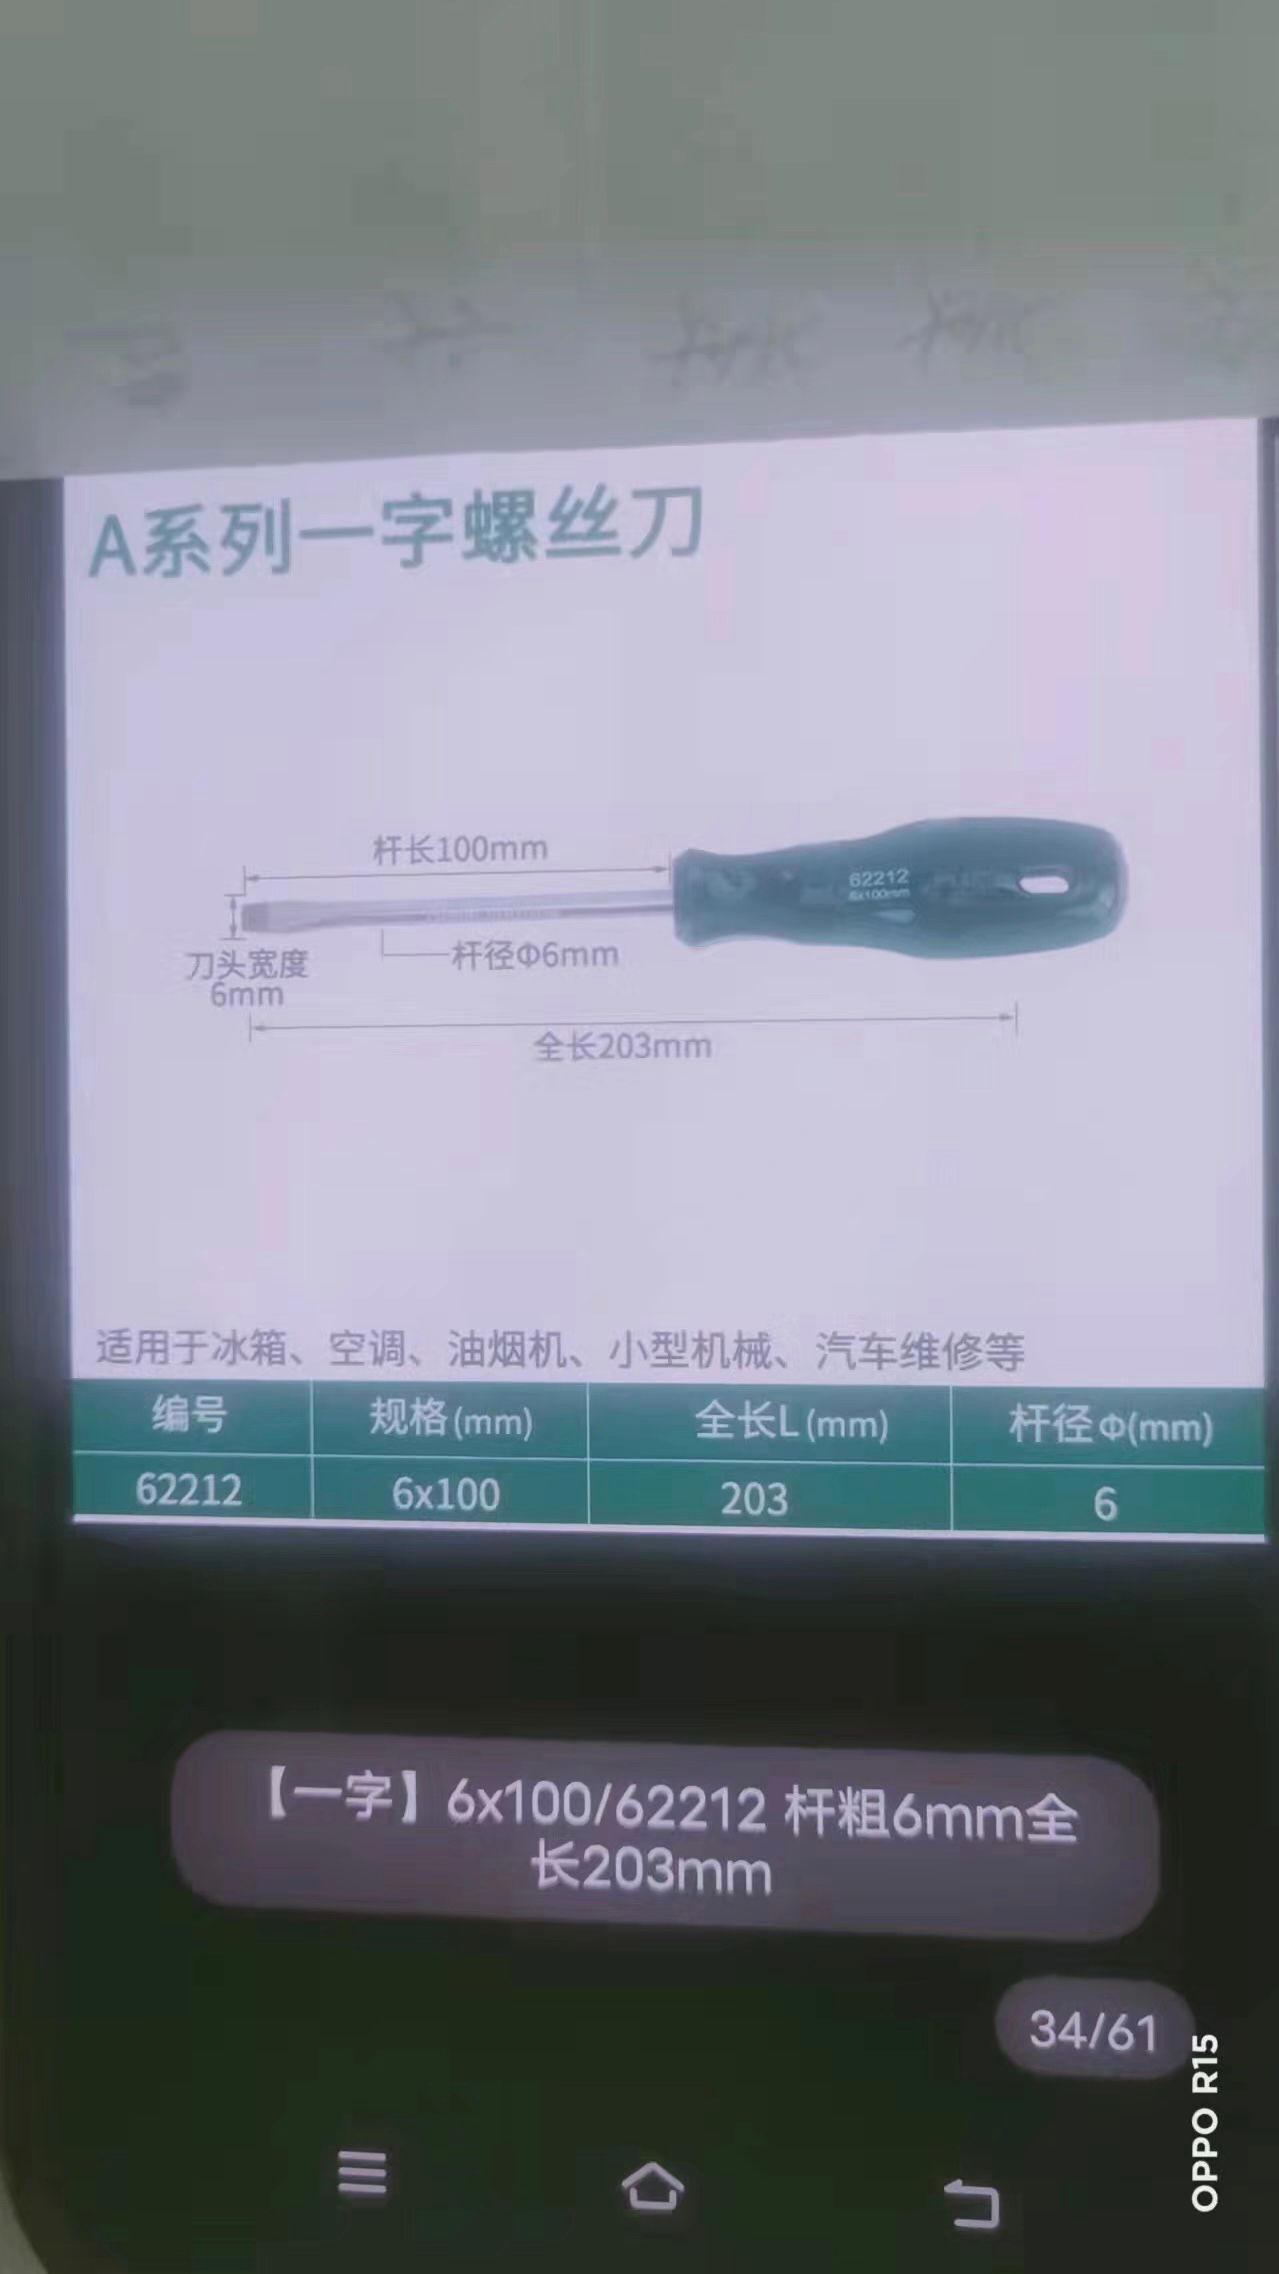 A系列一字螺丝刀
杆长100mm
62212
6x100mm
刀头宽度
6mm
杆径Φ6mm
全长203mm
适用于冰箱、空调、油烟机、小型机械、汽车维修等
编号 规格(mm) 全长L(mm) 杆径Φ(mm)
62212 6x100 203 6
【一字】6x100/62212 杆粗6mm全
长203mm
34/61
OPPO R15